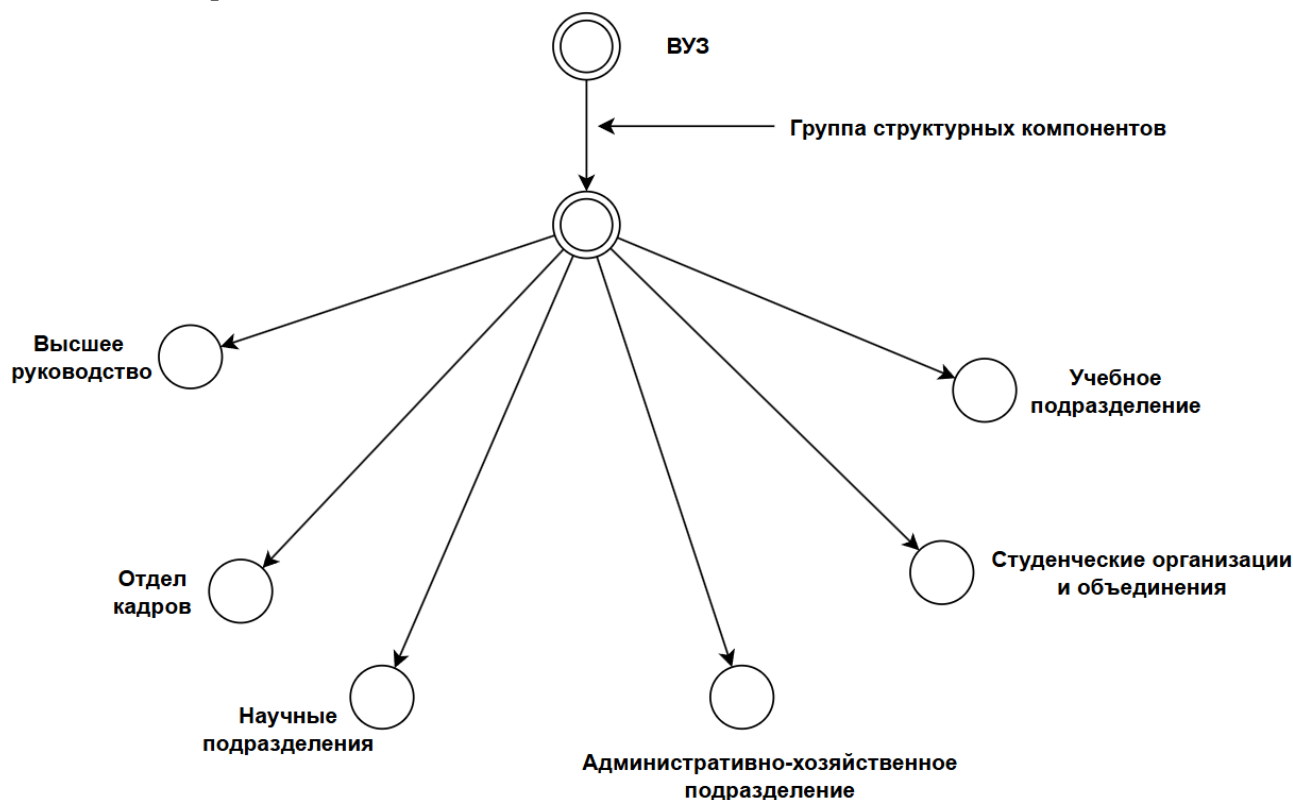 ВУЗ
Группа структурных компонентов
Высшее
руководство
Учебное
подразделение
Отдел
кадров
Студенческие организации
и объединения
Научные
подразделения
Административно-хозяйственное
подразделение